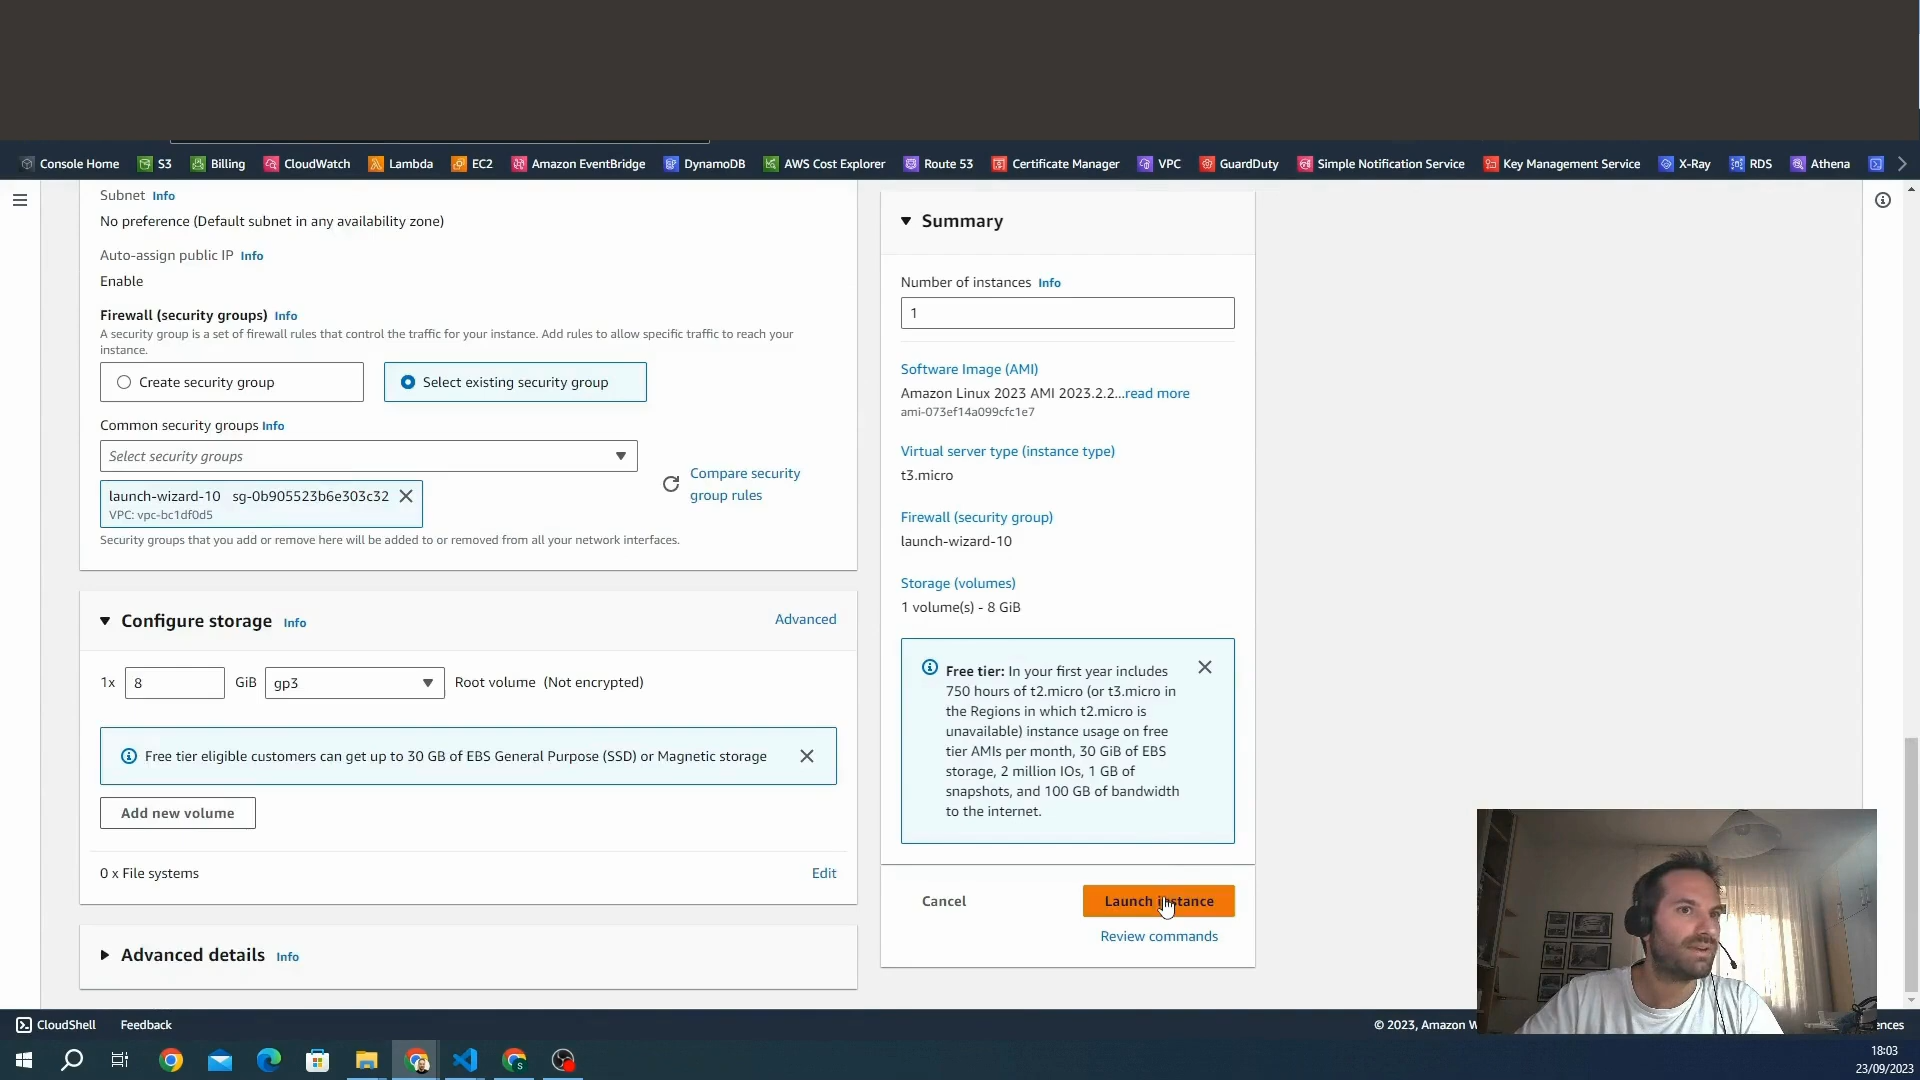 Console Home S3 Billing CloudWatch Lambda EC2 Amazon EventBridge DynamoDB AWS Cost Explorer Route 53 Certificate Manager VPC GuardDuty Simple Notification Service Key Management Service X-Ray RDS Athena
Subnet Info
No preference (Default subnet in any availability zone)
Auto-assign public IP Info
Enable
Firewall (security groups) Info
A security group is a set of firewall rules that control the traffic for your instance. Add rules to allow specific traffic to reach your
instance.
Create security group
Select existing security group
Common security groups Info
Select security groups
Compare security
group rules
launch-wizard-10 sg-0b905523b6e303c32
VPC: vpc-bc1df0d5
Security groups that you add or remove here will be added to or removed from all your network interfaces.
Configure storage Info
Advanced
1x 8 GiB gp3 Root volume (Not encrypted)
Free tier eligible customers can get up to 30 GB of EBS General Purpose (SSD) or Magnetic storage
Add new volume
0 x File systems
Edit
Advanced details Info
Summary
Number of instances Info
1
Software Image (AMI)
Amazon Linux 2023 AMI 2023.2.2...read more
ami-073ef14a099cfc1e7
Virtual server type (instance type)
t3.micro
Firewall (security group)
launch-wizard-10
Storage (volumes)
1 volume(s) - 8 GiB
Free tier: In your first year includes
750 hours of t2.micro (or t3.micro in
the Regions in which t2.micro is
unavailable) instance usage on free
tier AMIs per month, 30 GiB of EBS
storage, 2 million IOs, 1 GB of
snapshots, and 100 GB of bandwidth
to the internet.
Cancel
Launch instance
Review commands
CloudShell Feedback
© 2023, Amazon W
ences
18:03
23/09/2023